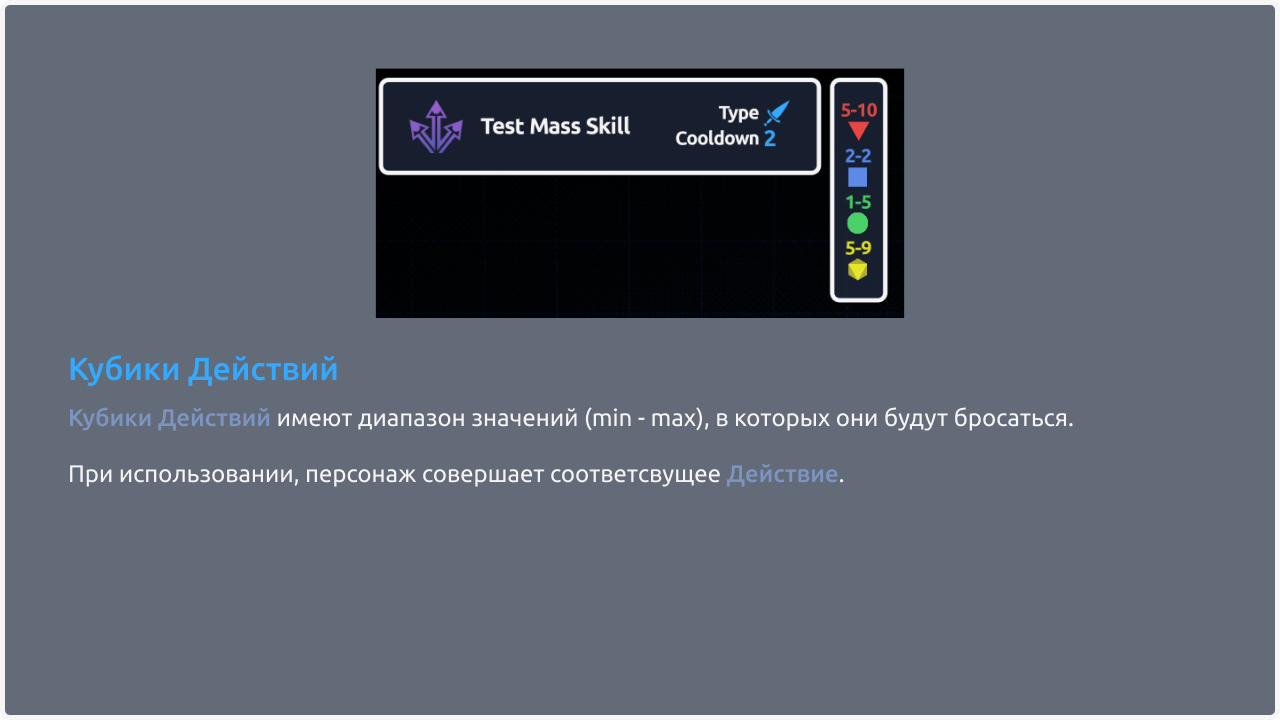 Test Mass Skill
Type
Cooldown 2
5-10
2-2
1-5
5-9
Кубики Действий
Кубики Действий имеют диапазон значений (min - max), в которых они будут бросаться.
При использовании, персонаж совершает соответсвущее Действие.